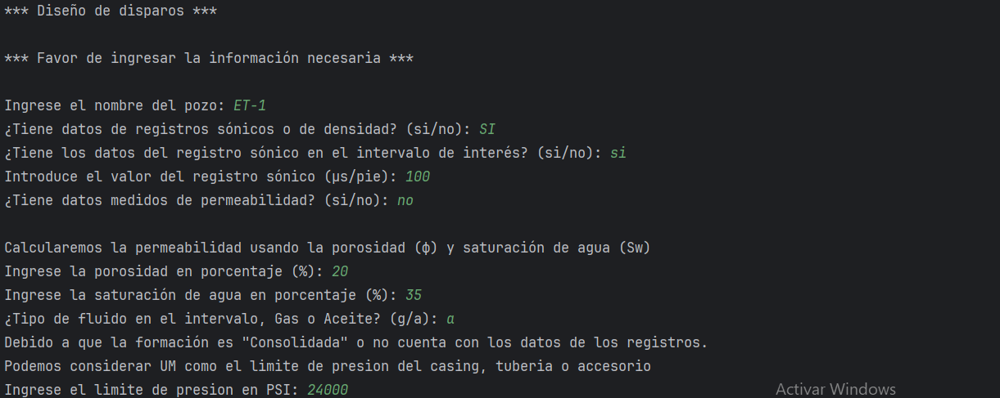 *** Diseño de disparos ***
*** Favor de ingresar la información necesaria ***
Ingrese el nombre del pozo: ET-1
¿Tiene datos de registros sónicos o de densidad? (si/no): SI
¿Tiene los datos del registro sónico en el intervalo de interés? (si/no): si
Introduce el valor del registro sónico (µs/pie): 100
¿Tiene datos medidos de permeabilidad? (si/no): no
Calcularemos la permeabilidad usando la porosidad (φ) y saturación de agua (Sw)
Ingrese la porosidad en porcentaje (%): 20
Ingrese la saturación de agua en porcentaje (%): 35
¿Tipo de fluido en el intervalo, Gas o Aceite? (g/a): a
Debido a que la formación es "Consolidada" o no cuenta con los datos de los registros.
Podemos considerar UM como el limite de presion del casing, tuberia o accesorio
Ingrese el limite de presion en PSI: 24000
Activar Windows